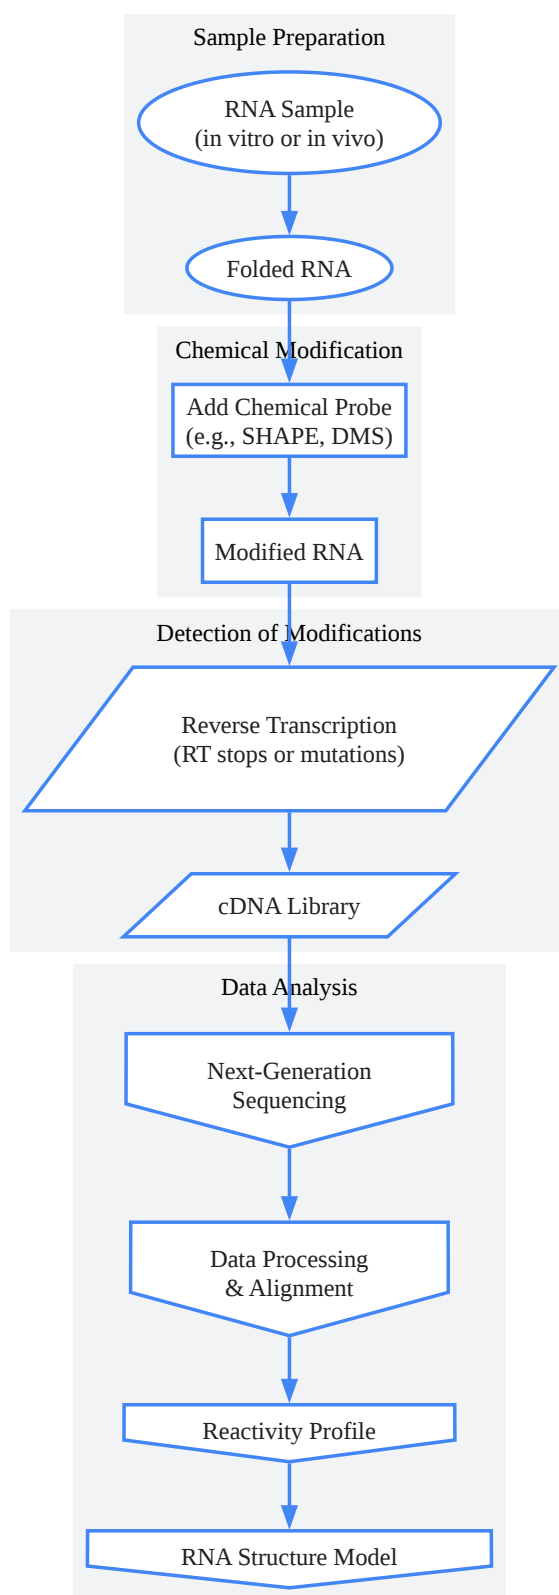 Sample Preparation
RNA Sample
(in vitro or in vivo)
Folded RNA
Chemical Modification
Add Chemical Probe
(e.g., SHAPE, DMS)
Modified RNA
Detection of Modifications
Reverse Transcription
(RT stops or mutations)
cDNA Library
Data Analysis
Next-Generation
Sequencing
Data Processing
& Alignment
Reactivity Profile
RNA Structure Model